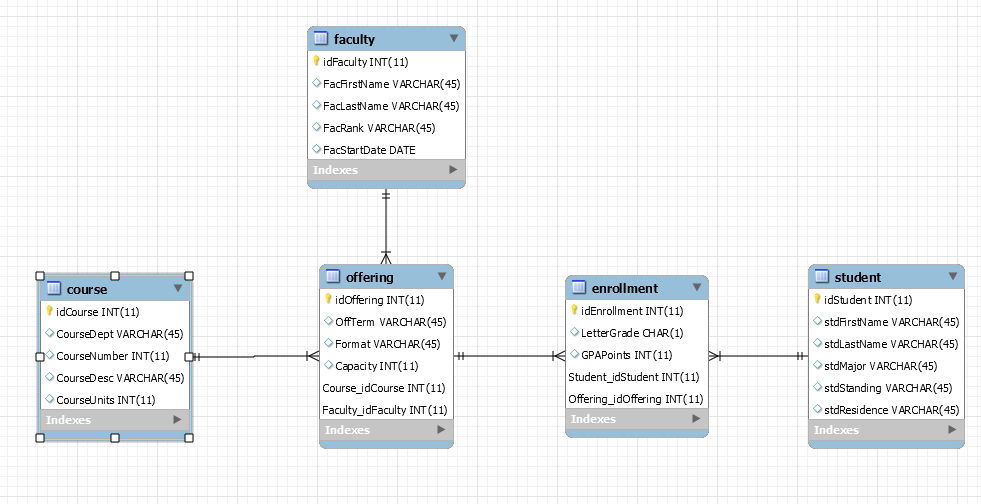 faculty
idFaculty INT(11)
FacFirstName VARCHAR(45)
FacLastName VARCHAR(45)
FacRank VARCHAR(45)
FacStartDate DATE
Indexes
course
idCourse INT(11)
CourseDept VARCHAR(45)
CourseNumber INT(11)
CourseDesc VARCHAR(45)
CourseUnits INT(11)
Indexes
offering
idOffering INT(11)
OffTerm VARCHAR(45)
Format VARCHAR(45)
Capacity INT(11)
Course_idCourse INT(11)
Faculty_idFaculty INT(11)
Indexes
enrollment
idEnrollment INT(11)
LetterGrade CHAR(1)
GPAPoints INT(11)
Student_idStudent INT(11)
Offering_idOffering INT(11)
Indexes
student
idStudent INT(11)
stdFirstName VARCHAR(45)
stdLastName VARCHAR(45)
stdMajor VARCHAR(45)
stdStanding VARCHAR(45)
stdResidence VARCHAR(45)
Indexes